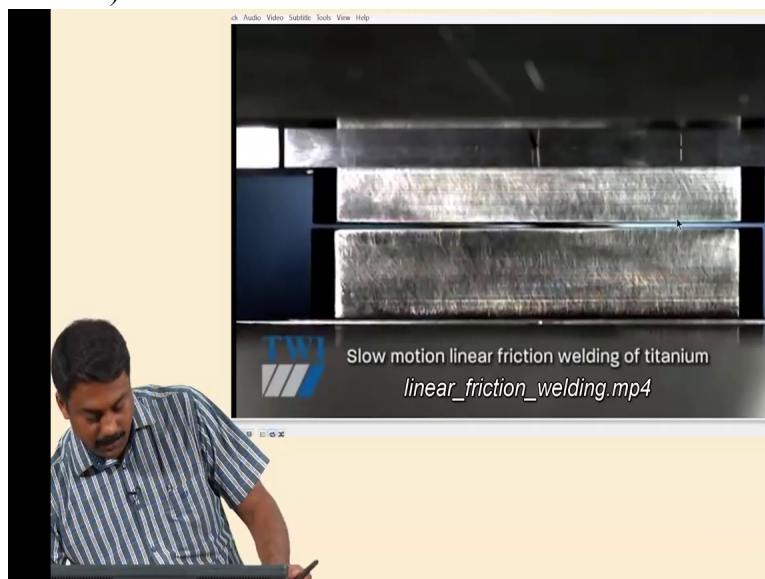 ck Audio Video Subtitle Tools View Help
TWI
Slow motion linear friction welding of titanium
linear_friction_welding.mp4